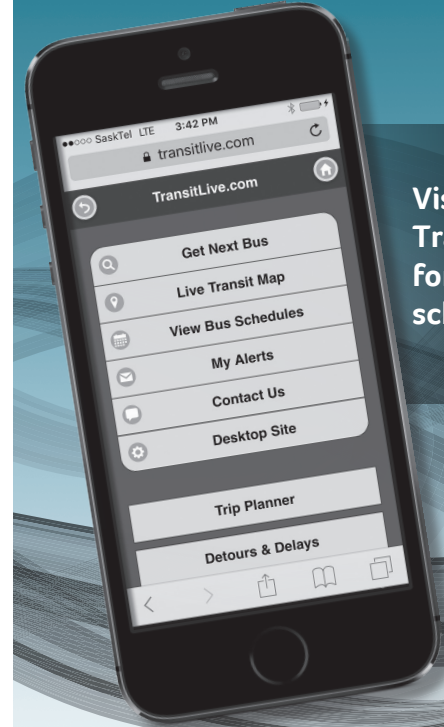 SaskTel LTE 3:42 PM
transitlive.com
TransitLive.com
Get Next Bus
Live Transit Map
View Bus Schedules
My Alerts
Contact Us
Desktop Site
Trip Planner
Detours & Delays